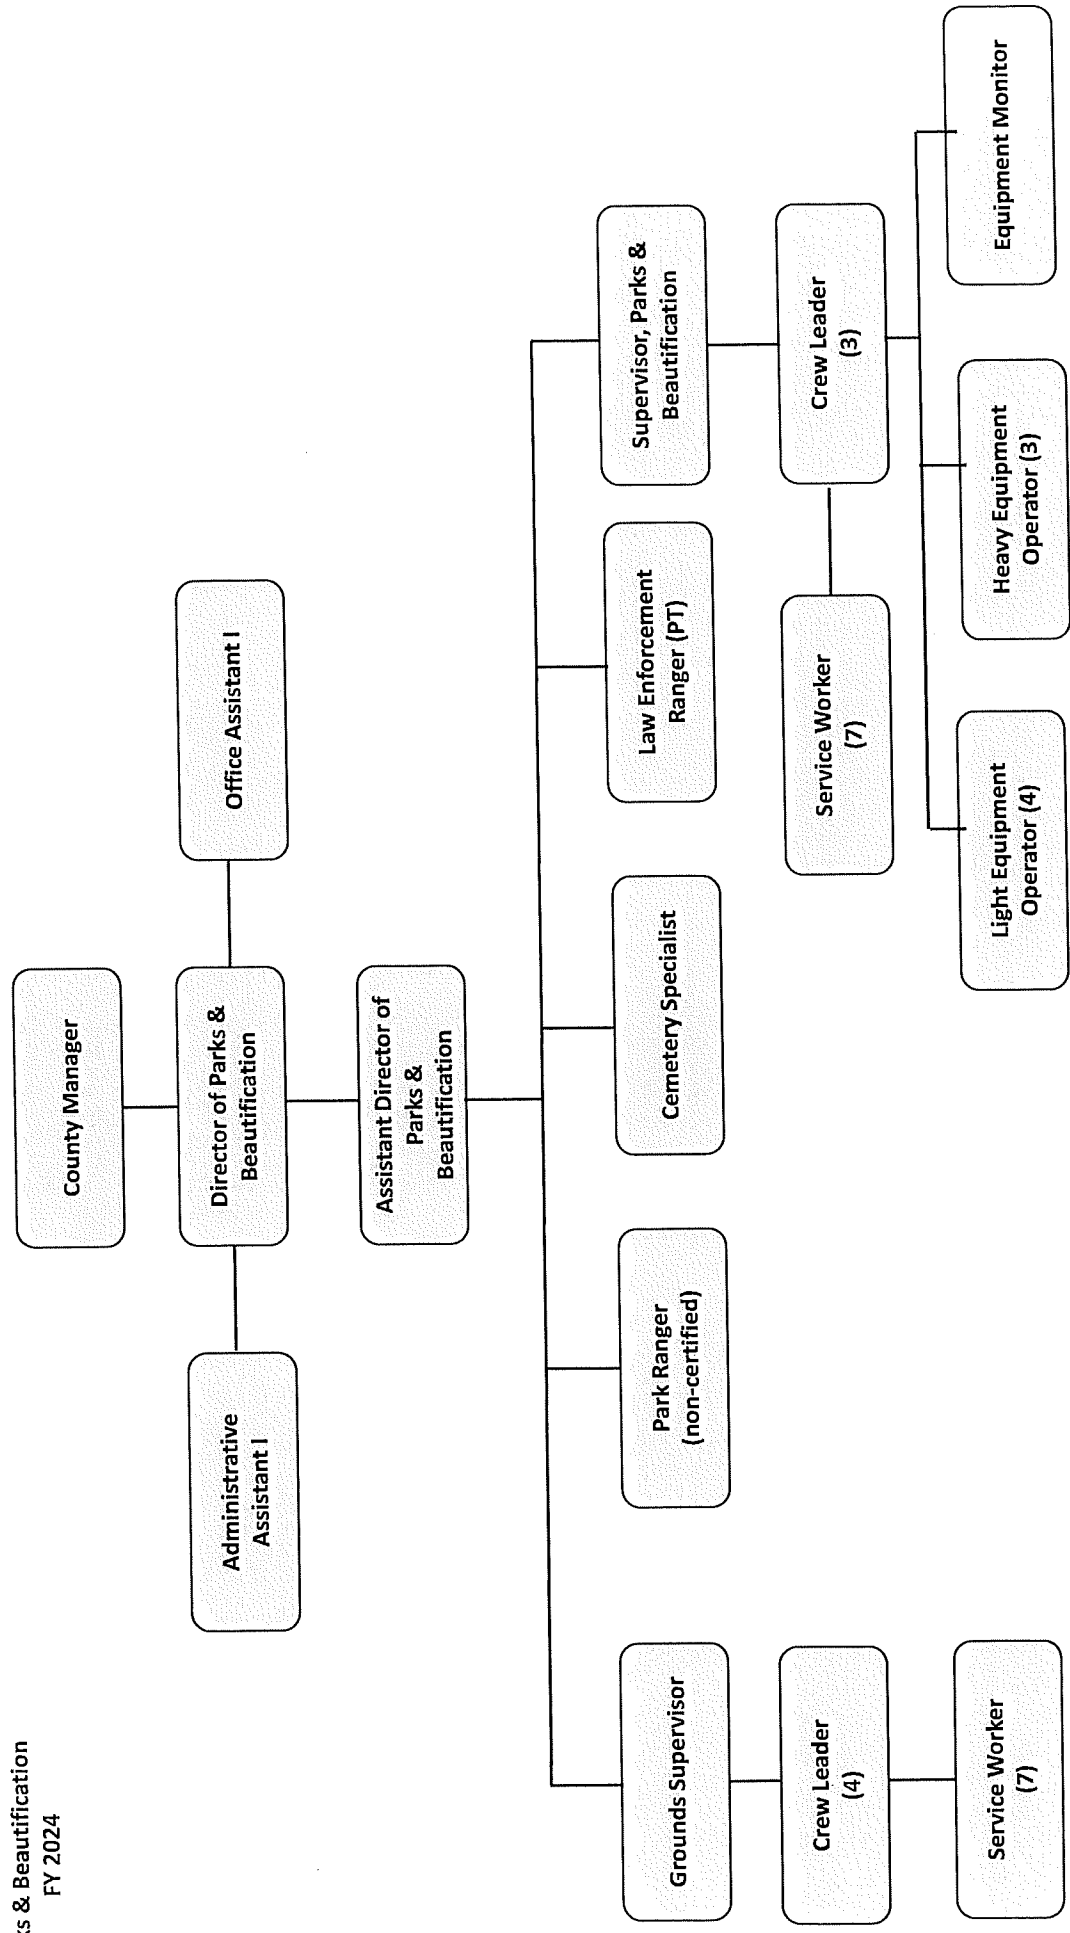 & Beautification
FY 2024
County Manager
Administrative
Assistant I
Director of Parks &
Beautification
Office Assistant I
Assistant Director of
Parks &
Beautification
Grounds Supervisor
Park Ranger
(non-certified)
Cemetery Specialist
Law Enforcement
Ranger (PT)
Supervisor, Parks &
Beautification
Crew Leader
(4)
Service Worker
(7)
Crew Leader
(3)
Service Worker
(7)
Light Equipment
Operator (4)
Heavy Equipment
Operator (3)
Equipment Monitor